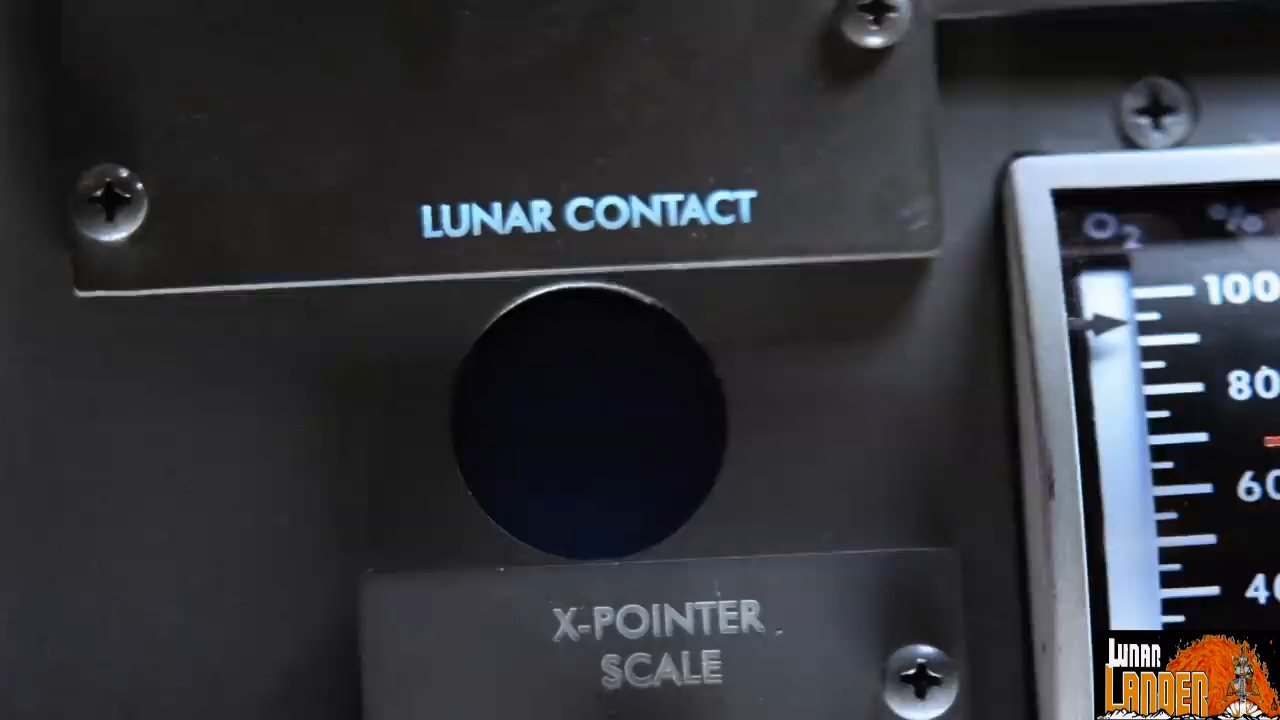 LUNAR CONTACT
O2 %
100
80
60
40
X-POINTER
SCALE
LUNAR
LANDER